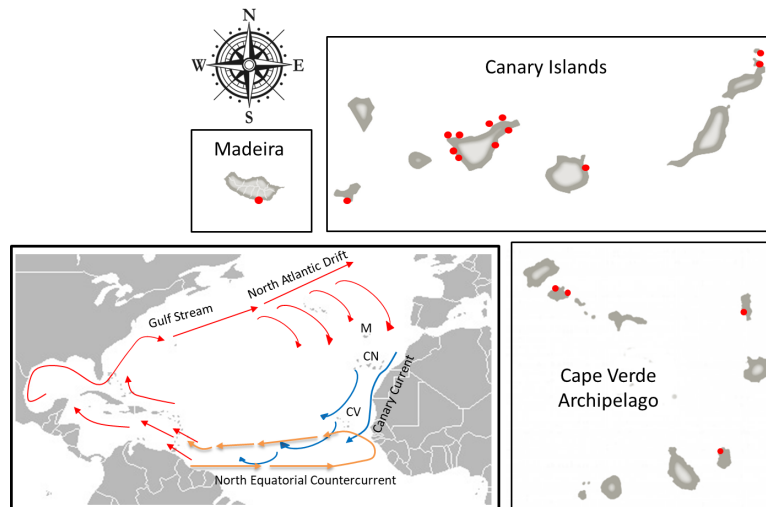 N
W
E
S
Canary Islands
Madeira
North Atlantic Drift
Gulf Stream
M
CN
Canary Current
CV
North Equatorial Countercurrent
Cape Verde
Archipelago